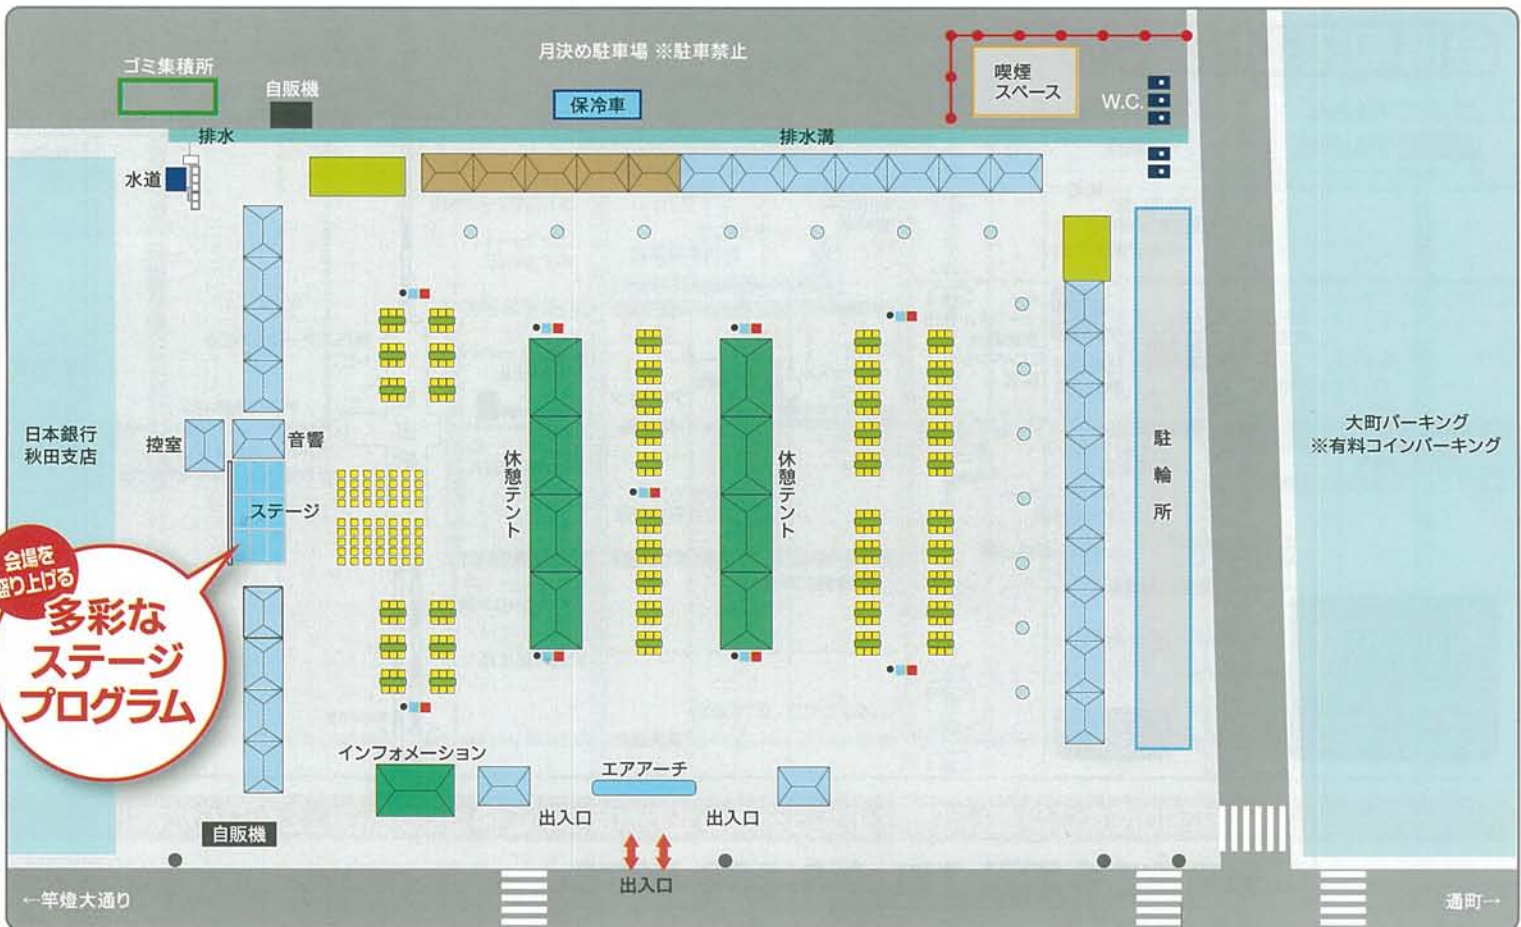 月決め駐車場 ※駐車禁止
ゴミ集積所
自販機
保冷車
喫煙
スペース
W.C.
排水
排水溝
水道
日本銀行
秋田支店
控室
音響
ステージ
休憩テント
休憩テント
駐輪所
大町パーキング
※有料コインパーキング
会場を
盛り上げる
多彩な
ステージ
プログラム
インフォメーション
エアアーチ
出入口
出入口
自販機
出入口
←竿燈大通り
通町→